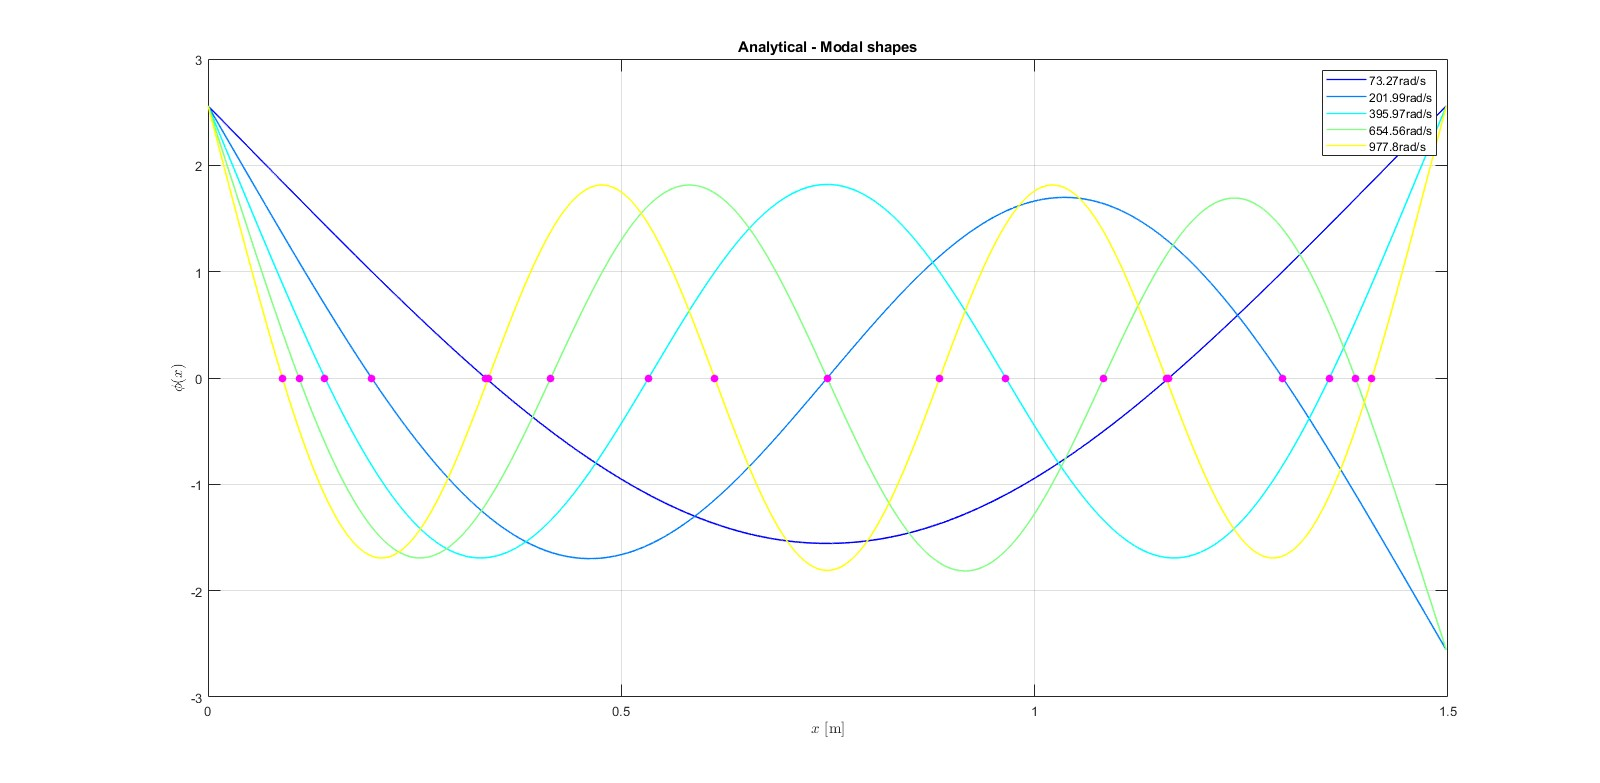 Analytical - Modal shapes
3
2
1
0
-1
-2
-3
ϕ(x)
73.27rad/s
201.99rad/s
395.97rad/s
654.56rad/s
977.8rad/s
0 0.5 1 1.5
x [m]